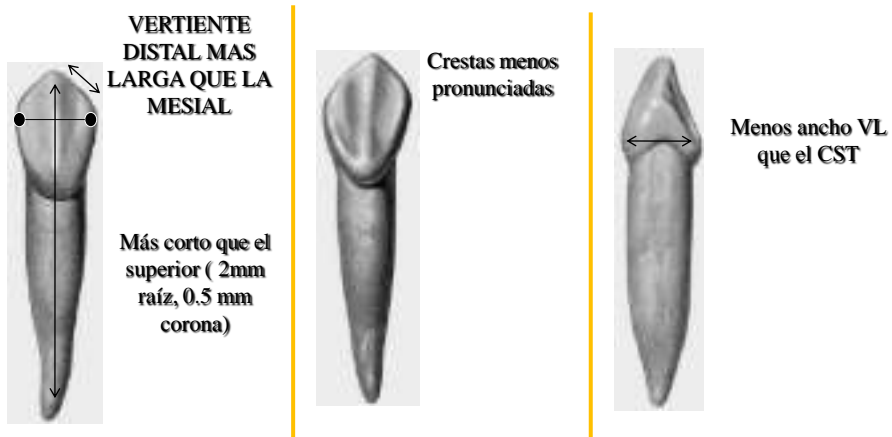 VERTIENTE
DISTAL MAS
LARGA QUE LA
MESIAL
Más corto que el
superior ( 2mm
raíz, 0.5 mm
corona)
Crestas menos
pronunciadas
Menos ancho VL
que el CST